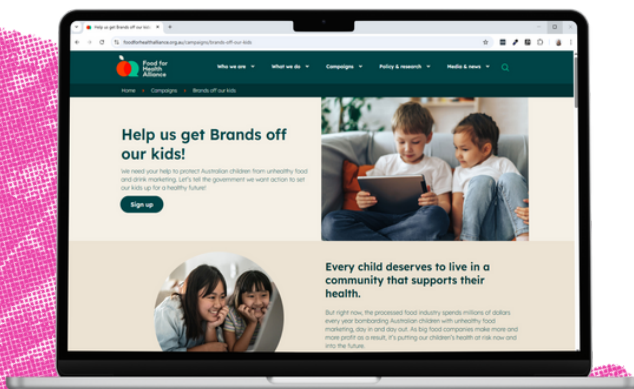 Help us get Brands off our kids!
foodforhealthalliance.org.au/campaigns/brands-off-our-kids
Food for
Health
Alliance
Who we are
What we do
Campaigns
Policy & research
Media & news
Home > Campaigns > Brands off our kids
Help us get Brands off
our kids!
We need your help to protect Australian children from unhealthy food
and drink marketing. Let's tell the government we want action to set
our kids up for a healthy future!
Sign up
Every child deserves to live in a
community that supports their
health.
But right now, the processed food industry spends millions of dollars
every year bombarding Australian children with unhealthy food
marketing, day in and day out. As big food companies make more and
more profit as a result, it's putting our children's health at risk now and
into the future.